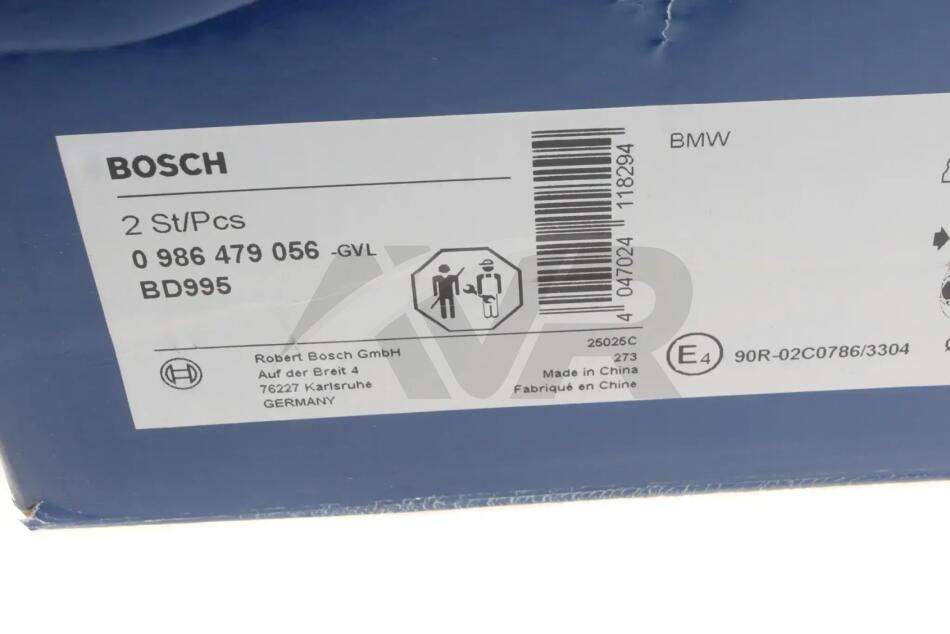 BOSCH
2 St/Pcs
0 986 479 056 -GVL
BD995
4 047024 118294
BMW
Robert Bosch GmbH
Auf der Breit 4
76227 Karlsruhe
GERMANY
25025C
273
Made in China
Fabriqué en Chine
E4
90R-02C0786/3304
VR